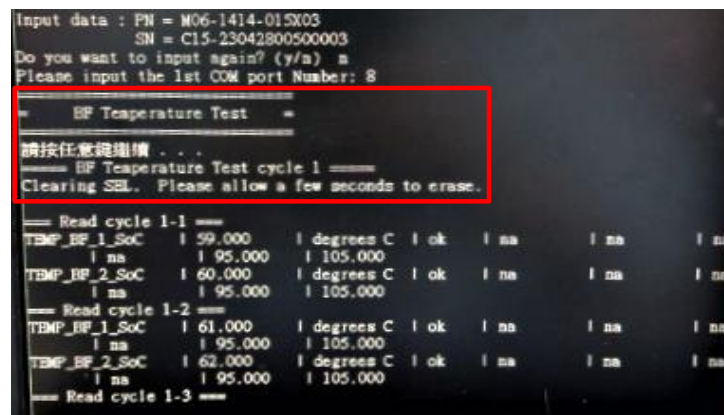 Input data : PN = M06-1414-015X03
SN = C15-23042800500003
Do you want to input again? (y/n) n
Please input the 1st COM port Number: 8
==============================
= BF Temperature Test =
==============================
請按任意鍵繼續 . . .
===== BF Temperature Test cycle 1 =====
Clearing SEL. Please allow a few seconds to erase.
=== Read cycle 1-1 ===
TEMP_BF_1_SoC | 59.000 | degrees C | ok | na | na | na
| na | 95.000 | 105.000
TEMP_BF_2_SoC | 60.000 | degrees C | ok | na | na | na
| na | 95.000 | 105.000
=== Read cycle 1-2 ===
TEMP_BF_1_SoC | 61.000 | degrees C | ok | na | na | na
| na | 95.000 | 105.000
TEMP_BF_2_SoC | 62.000 | degrees C | ok | na | na | na
| na | 95.000 | 105.000
=== Read cycle 1-3 ===